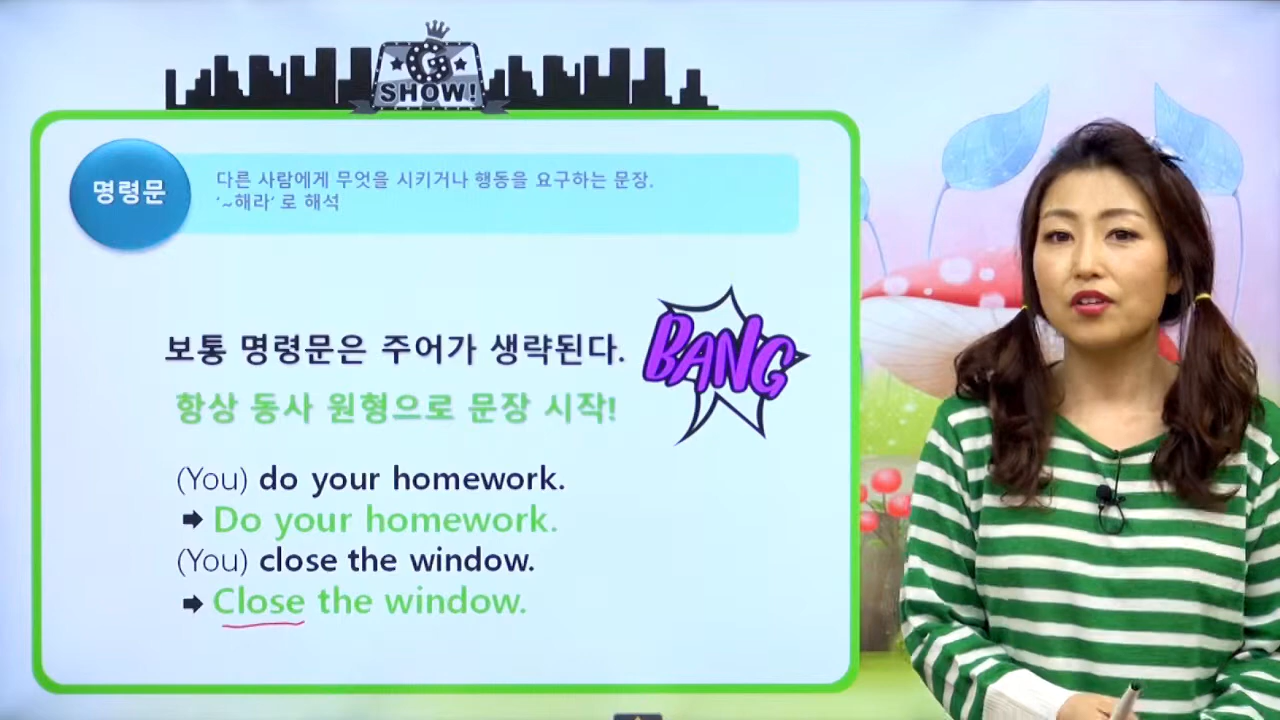 G
SHOW!
명령문
다른 사람에게 무엇을 시키거나 행동을 요구하는 문장.
‘~해라‘ 로 해석
보통 명령문은 주어가 생략된다.
BANG
항상 동사 원형으로 문장 시작!
(You) do your homework.
➡ Do your homework.
(You) close the window.
➡ Close the window.